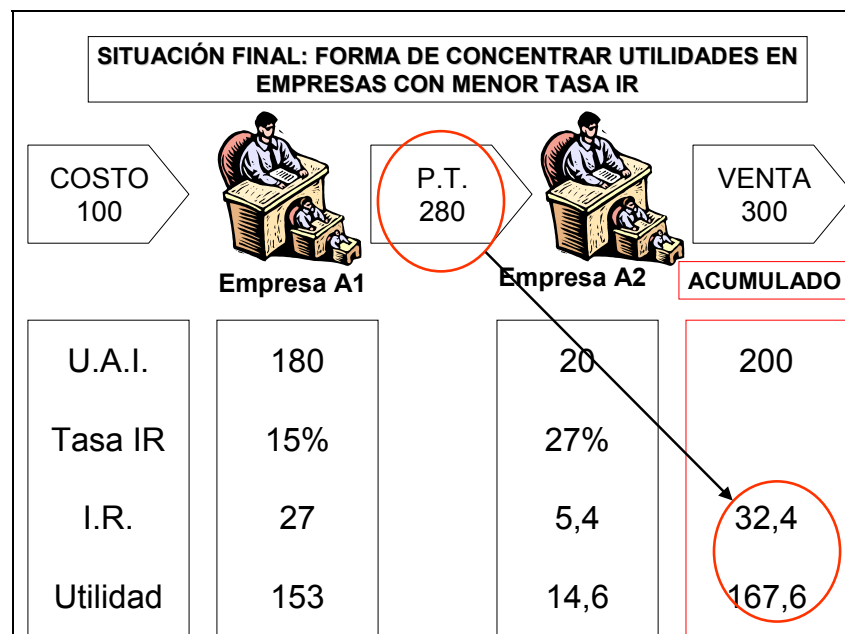 SITUACIÓN FINAL: FORMA DE CONCENTRAR UTILIDADES EN
EMPRESAS CON MENOR TASA IR
COSTO
100
P.T.
280
VENTA
300
Empresa A1
Empresa A2
ACUMULADO
U.A.I. 180 20 200
Tasa IR 15% 27%
I.R. 27 5,4 32,4
Utilidad 153 14,6 167,6